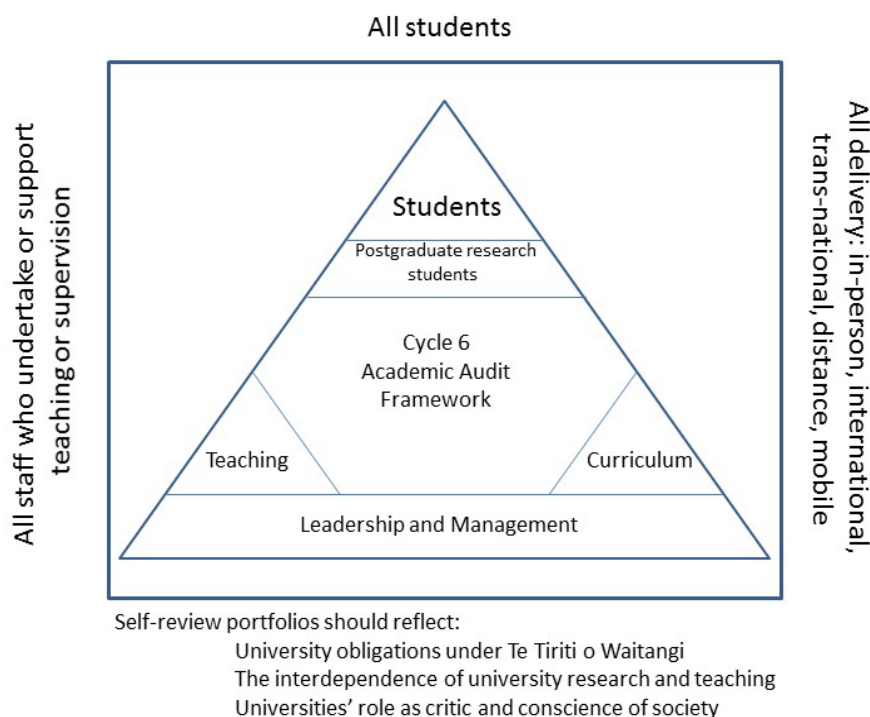 All students
All staff who undertake or support
teaching or supervision
Students
Postgraduate research
students
Cycle 6
Academic Audit
Framework
Teaching
Curriculum
Leadership and Management
All delivery: in-person, international,
trans-national, distance, mobile
Self-review portfolios should reflect:
University obligations under Te Tiriti o Waitangi
The interdependence of university research and teaching
Universities’ role as critic and conscience of society